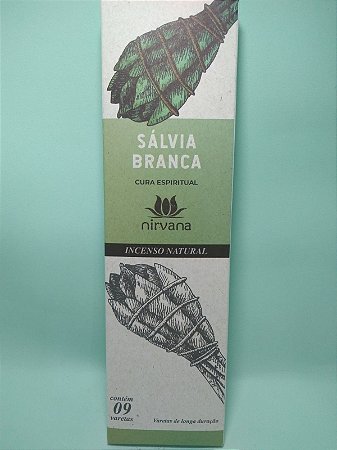 SÁLVIA
BRANCA
CURA ESPIRITUAL
nirvana
INCENSO NATURAL
contém
09
varetas
Varetas de longa duração